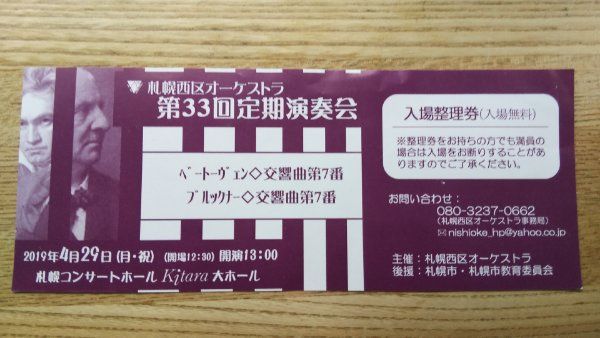 札幌西区オーケストラ
第33回定期演奏会
ベートーヴェン◇交響曲第7番
ブルックナー◇交響曲第7番
2019年4月29日(月・祝) (開場12:30) 開演13:00
札幌コンサートホール Kitara 大ホール
入場整理券(入場無料)
※整理券をお持ちの方でも満員の
場合は入場をお断りすることがあ
りますのでご了承ください。
お問い合わせ:
080-3237-0662
(札幌西区オーケストラ事務局)
✉nishioke_hp@yahoo.co.jp
主催:札幌西区オーケストラ
後援:札幌市・札幌市教育委員会